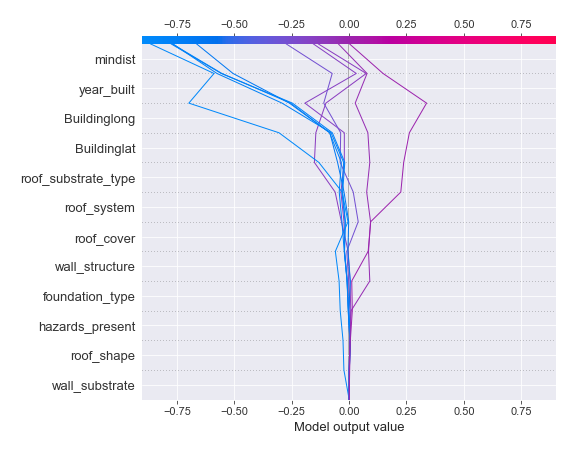 −0.75 −0.50 −0.25 0.00 0.25 0.50 0.75
mindist
year_built
Buildinglong
Buildinglat
roof_substrate_type
roof_system
roof_cover
wall_structure
foundation_type
hazards_present
roof_shape
wall_substrate
−0.75 −0.50 −0.25 0.00 0.25 0.50 0.75
Model output value